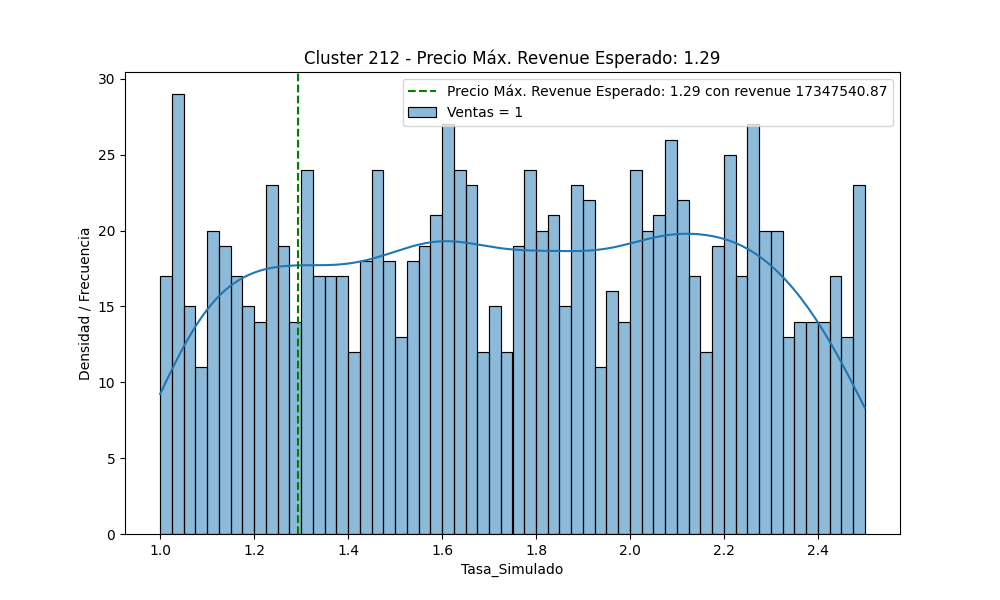 Cluster 212 - Precio Máx. Revenue Esperado: 1.29
Precio Máx. Revenue Esperado: 1.29 con revenue 17347540.87
Ventas = 1
Densidad / Frecuencia
30
25
20
15
10
5
0
1.0 1.2 1.4 1.6 1.8 2.0 2.2 2.4
Tasa_Simulado